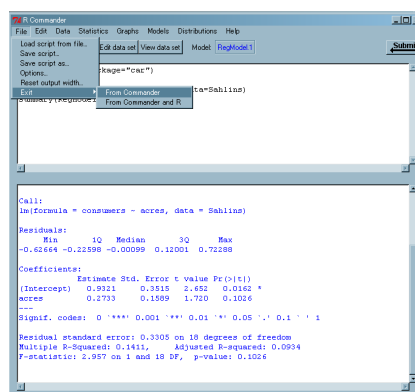 R Commander
File Edit Data Statistics Graphs Models Distributions Help
Load script from file..
Save script..
Save script as..
Options..
Reset output width..
Exit
From Commander
From Commander and R
Edit data set View data set Model: RegModel.1
Submi
kage="car")
ta=Sahlins)
summary(RegModel
Call:
lm(formula = consumers ~ acres, data = Sahlins)
Residuals:
Min 1Q Median 3Q Max
-0.62664 -0.22598 -0.00099 0.12001 0.72288
Coefficients:
Estimate Std. Error t value Pr(>|t|)
(Intercept) 0.9321 0.3515 2.652 0.0162 *
acres 0.2733 0.1589 1.720 0.1026
---
Signif. codes: 0 `***' 0.001 `**' 0.01 `*' 0.05 `.' 0.1 ` ' 1
Residual standard error: 0.3305 on 18 degrees of freedom
Multiple R-Squared: 0.1411, Adjusted R-squared: 0.0934
F-statistic: 2.957 on 1 and 18 DF, p-value: 0.1026